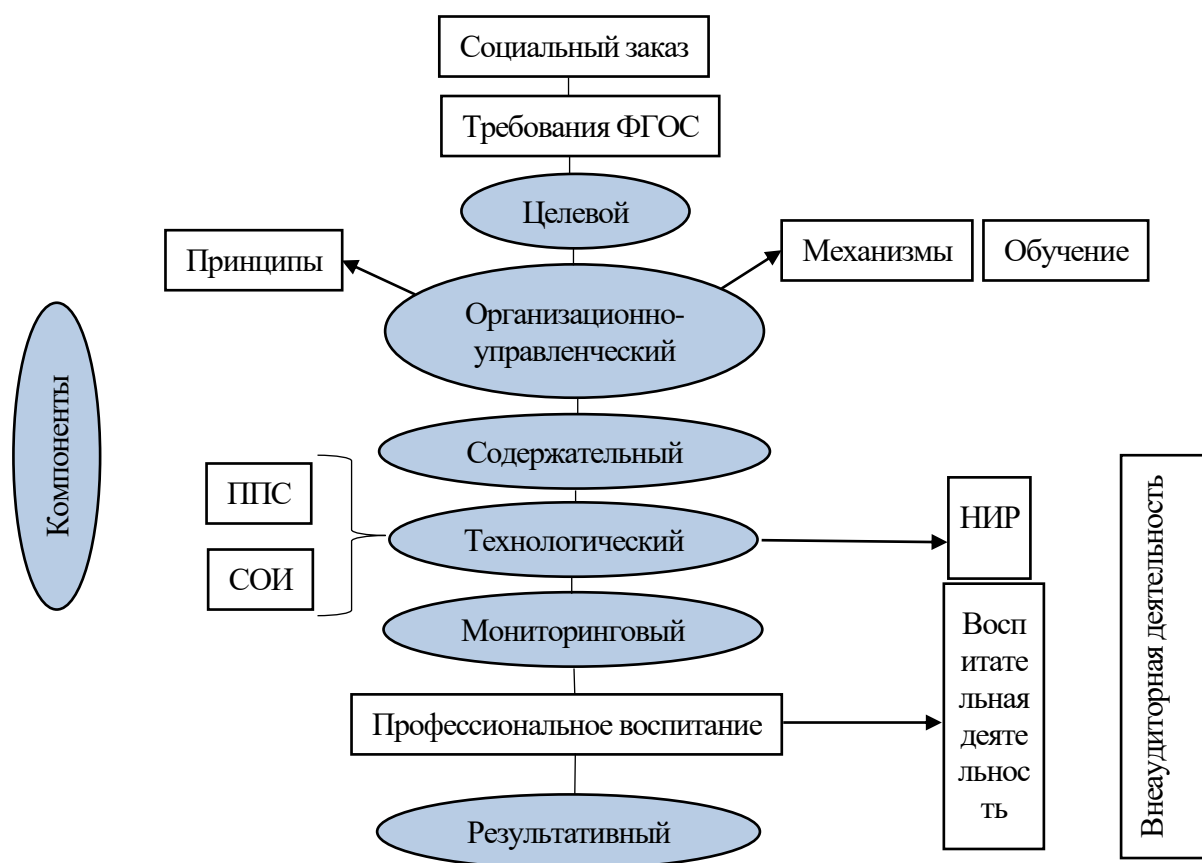 Социальный заказ
Требования ФГОС
Целевой
Принципы
Механизмы
Обучение
Организационно-
управленческий
Компоненты
Содержательный
ППС
СОИ
Технологический
НИР
Мониторинговый
Восп
итате
льная
деяте
льнос
ть
Внеаудиторная деятельность
Профессиональное воспитание
Результативный